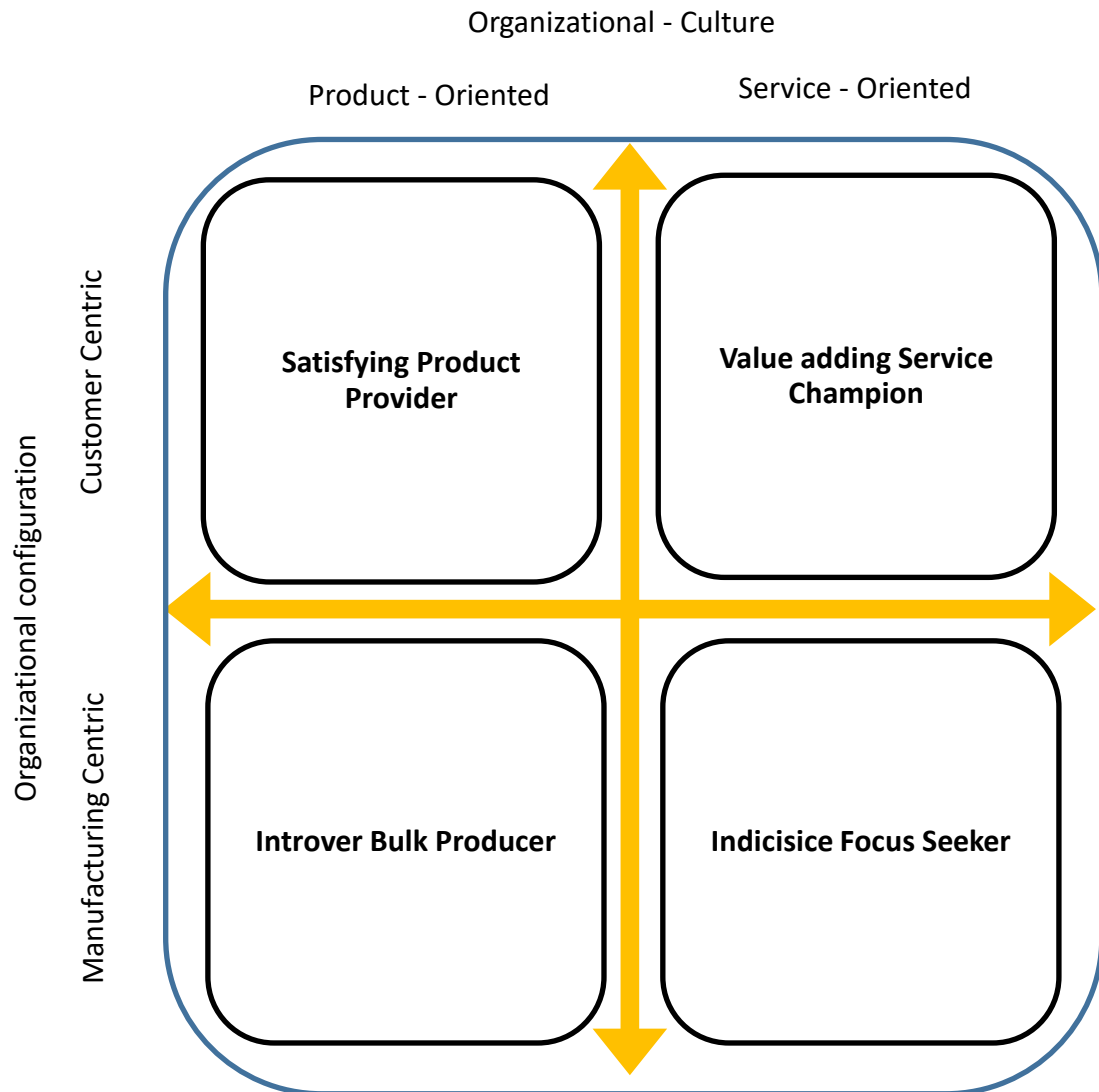 Organizational - Culture
Product - Oriented
Service - Oriented
Organizational configuration
Customer Centric
Satisfying Product
Provider
Value adding Service
Champion
Manufacturing Centric
Introver Bulk Producer
Indicisice Focus Seeker